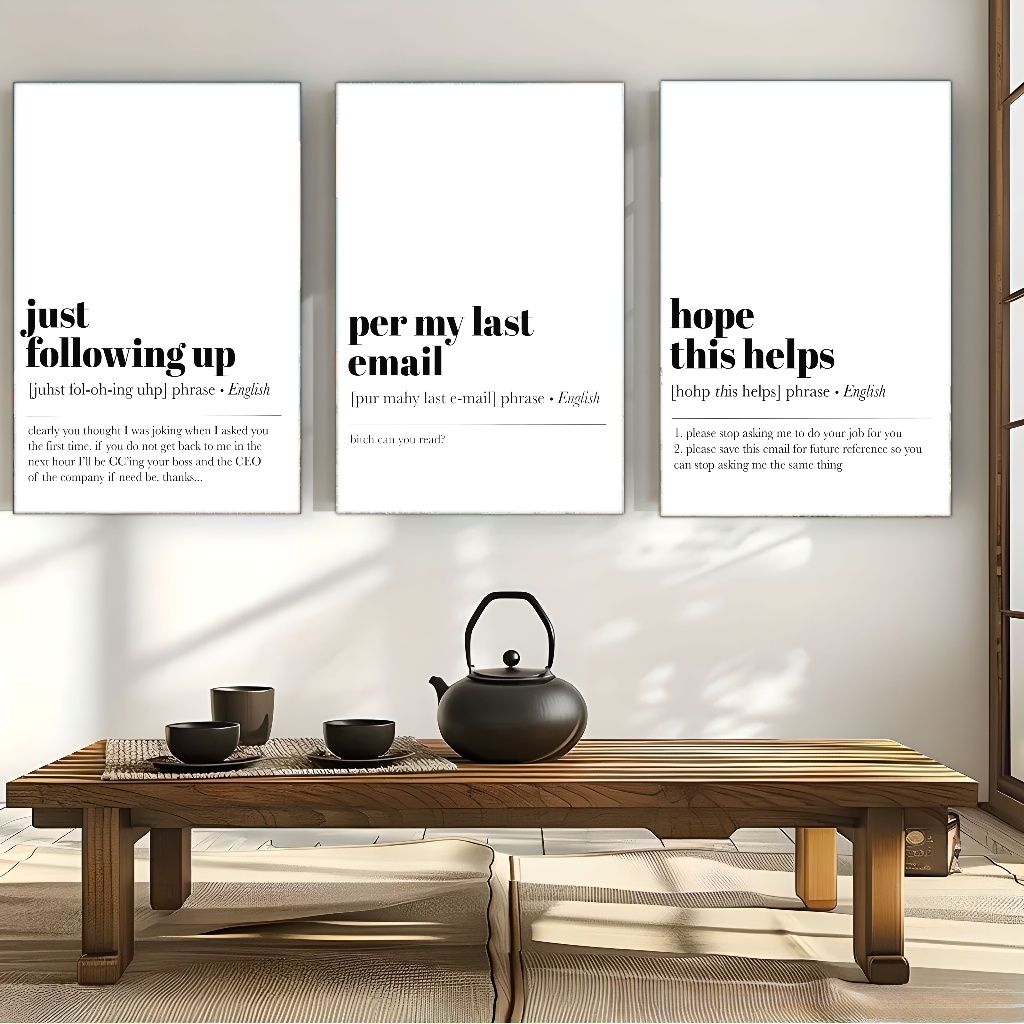 just
following up
[juhst fol-oh-ing uhp] phrase • English
clearly you thought I was joking when I asked you
the first time. if you do not get back to me in the
next hour I'll be CC'ing your boss and the CEO
of the company if need be. thanks...
per my last
email
[pur mahy last e-mail] phrase • English
bitch can you read?
hope
this helps
[hohp this helps] phrase • English
1. please stop asking me to do your job for you
2. please save this email for future reference so you
can stop asking me the same thing